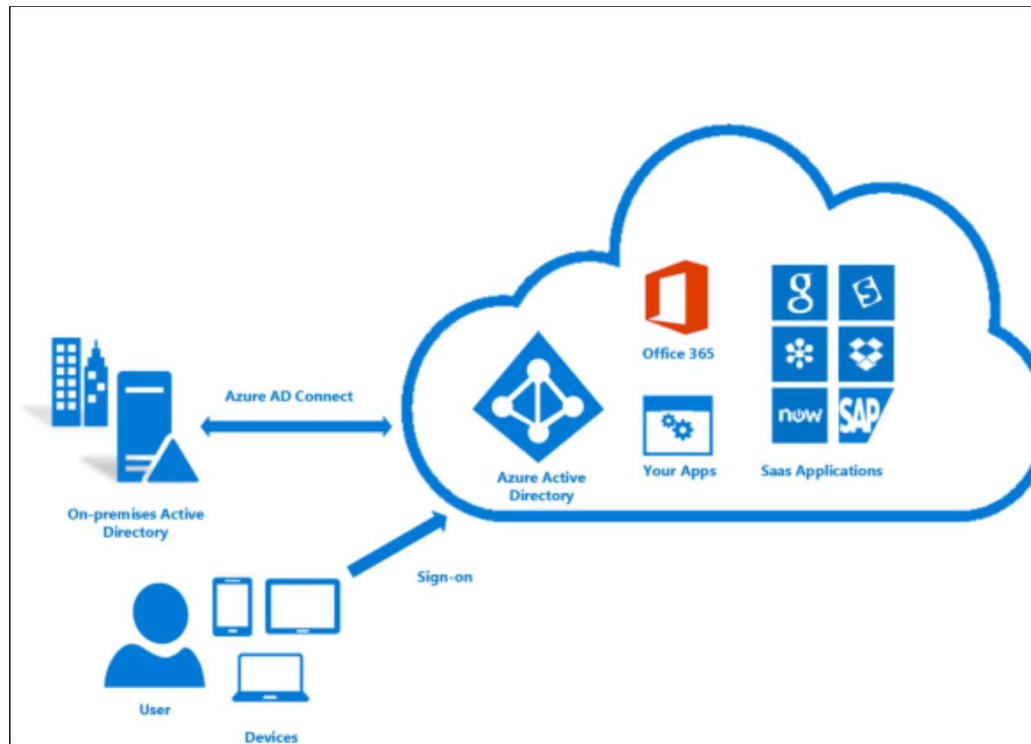 Office 365
Azure AD Connect
g
S
now
SAP
Azure Active
Directory
Your Apps
Saas Applications
On-premises Active
Directory
Sign-on
User
Devices